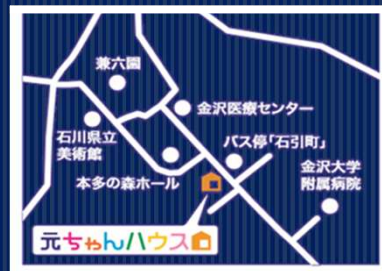 兼六園
金沢医療センター
石川県立
美術館
バス停「石引町」
本多の森ホール
金沢大学
附属病院
元ちゃんハウス